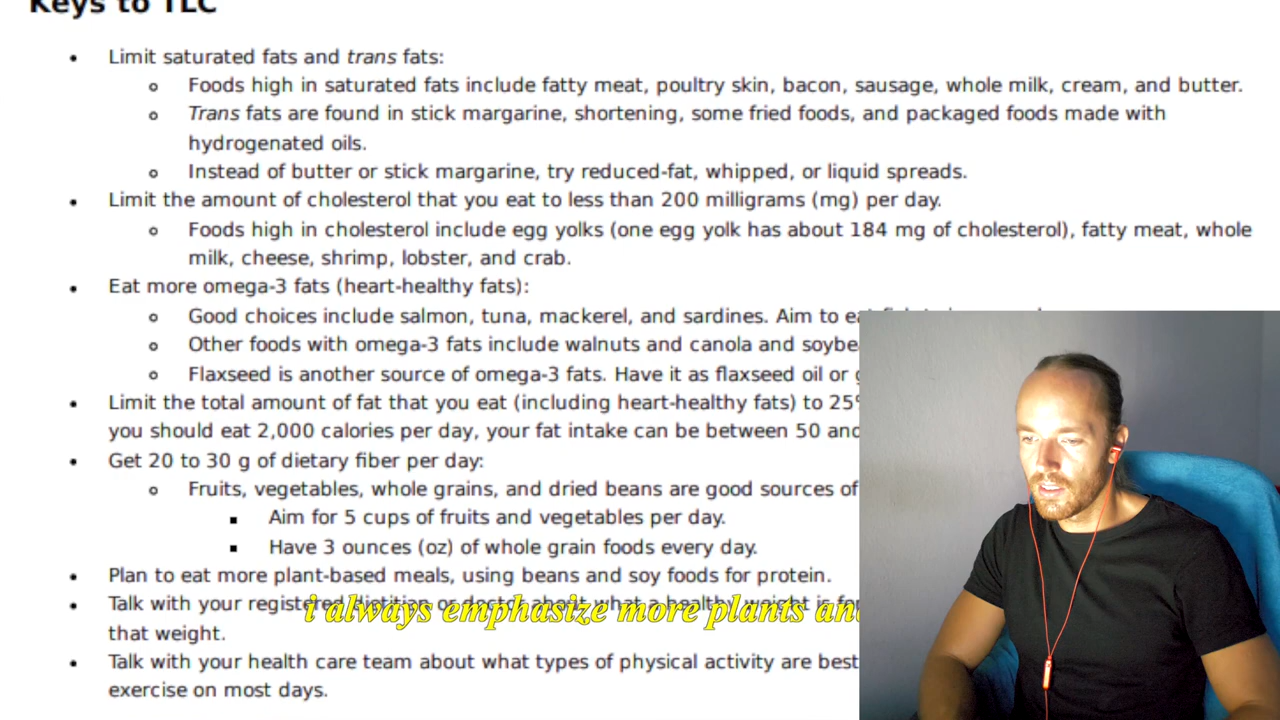 Keys to TLC
• Limit saturated fats and trans fats:
o Foods high in saturated fats include fatty meat, poultry skin, bacon, sausage, whole milk, cream, and butter.
o Trans fats are found in stick margarine, shortening, some fried foods, and packaged foods made with
hydrogenated oils.
o Instead of butter or stick margarine, try reduced-fat, whipped, or liquid spreads.
• Limit the amount of cholesterol that you eat to less than 200 milligrams (mg) per day.
o Foods high in cholesterol include egg yolks (one egg yolk has about 184 mg of cholesterol), fatty meat, whole
milk, cheese, shrimp, lobster, and crab.
• Eat more omega-3 fats (heart-healthy fats):
o Good choices include salmon, tuna, mackerel, and sardines. Aim to
o Other foods with omega-3 fats include walnuts and canola and
o Flaxseed is another source of omega-3 fats. Have it as flaxseed oil or
• Limit the total amount of fat that you eat (including heart-healthy fats) to 25%
you should eat 2,000 calories per day, your fat intake can be between 50 and
• Get 20 to 30 g of dietary fiber per day:
o Fruits, vegetables, whole grains, and dried beans are good sources of
▪ Aim for 5 cups of fruits and vegetables per day.
▪ Have 3 ounces (oz) of whole grain foods every day.
• Plan to eat more plant-based meals, using beans and soy foods for protein.
• Talk with your registered dietitian or doctor about what a healthy weight is
i always emphasize more plants
that weight.
• Talk with your health care team about what types of physical activity are best
exercise on most days.